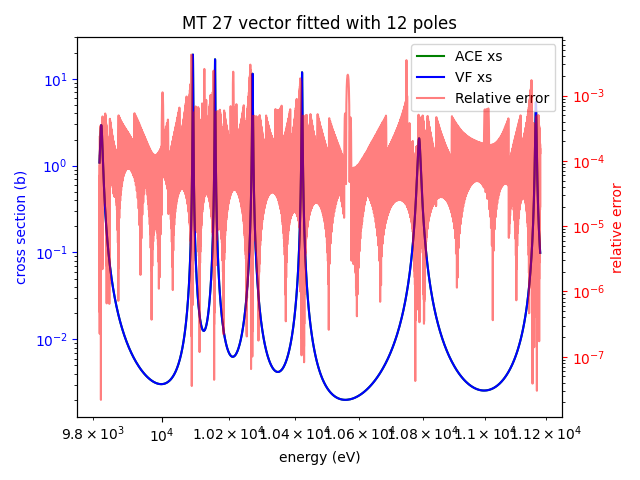 MT 27 vector fitted with 12 poles
ACE xs
VF xs
Relative error
10¹
10⁰
10⁻¹
10⁻²
cross section (b)
10⁻³
10⁻⁴
10⁻⁵
10⁻⁶
10⁻⁷
relative error
9.8 × 10³ 10⁴ 1.02 × 10⁴ 1.04 × 10⁴ 1.06 × 10⁴ 1.08 × 10⁴ 1.1 × 10⁴ 1.12 × 10⁴
energy (eV)